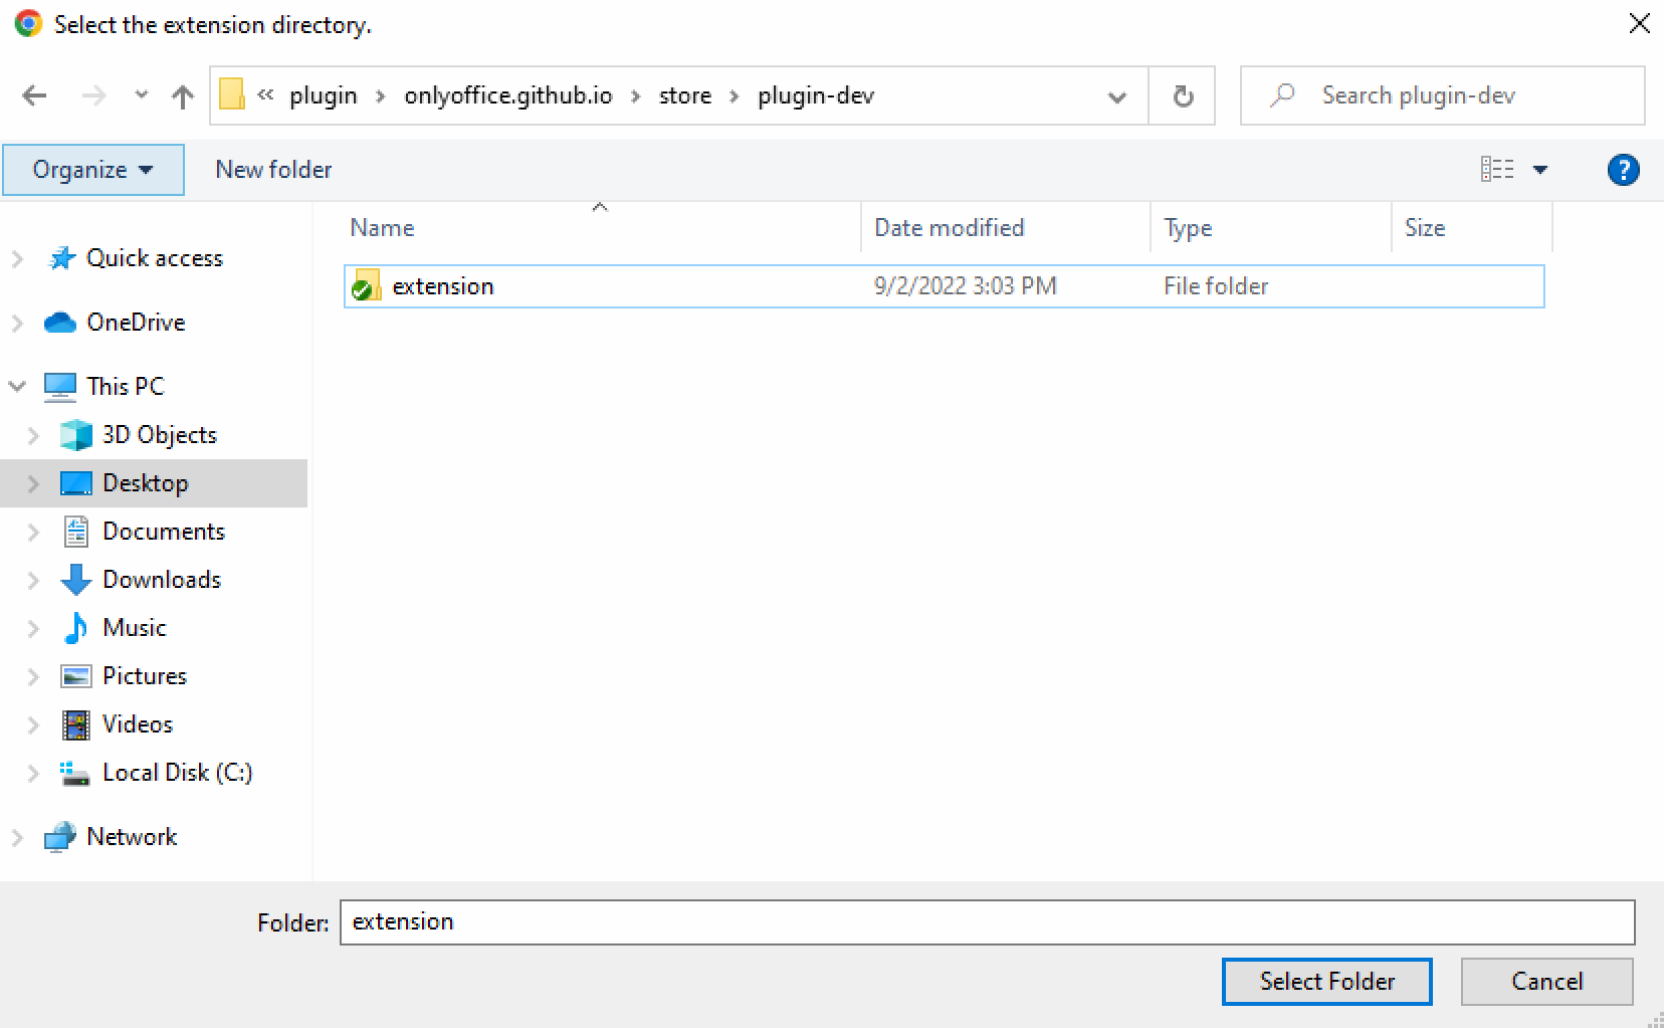 Select the extension directory.
« plugin › onlyoffice.github.io › store › plugin-dev
Search plugin-dev
Organize
New folder
?
Name
Date modified
Type
Size
extension
9/2/2022 3:03 PM
File folder
Quick access
OneDrive
This PC
3D Objects
Desktop
Documents
Downloads
Music
Pictures
Videos
Local Disk (C:)
Network
Folder: extension
Select Folder
Cancel